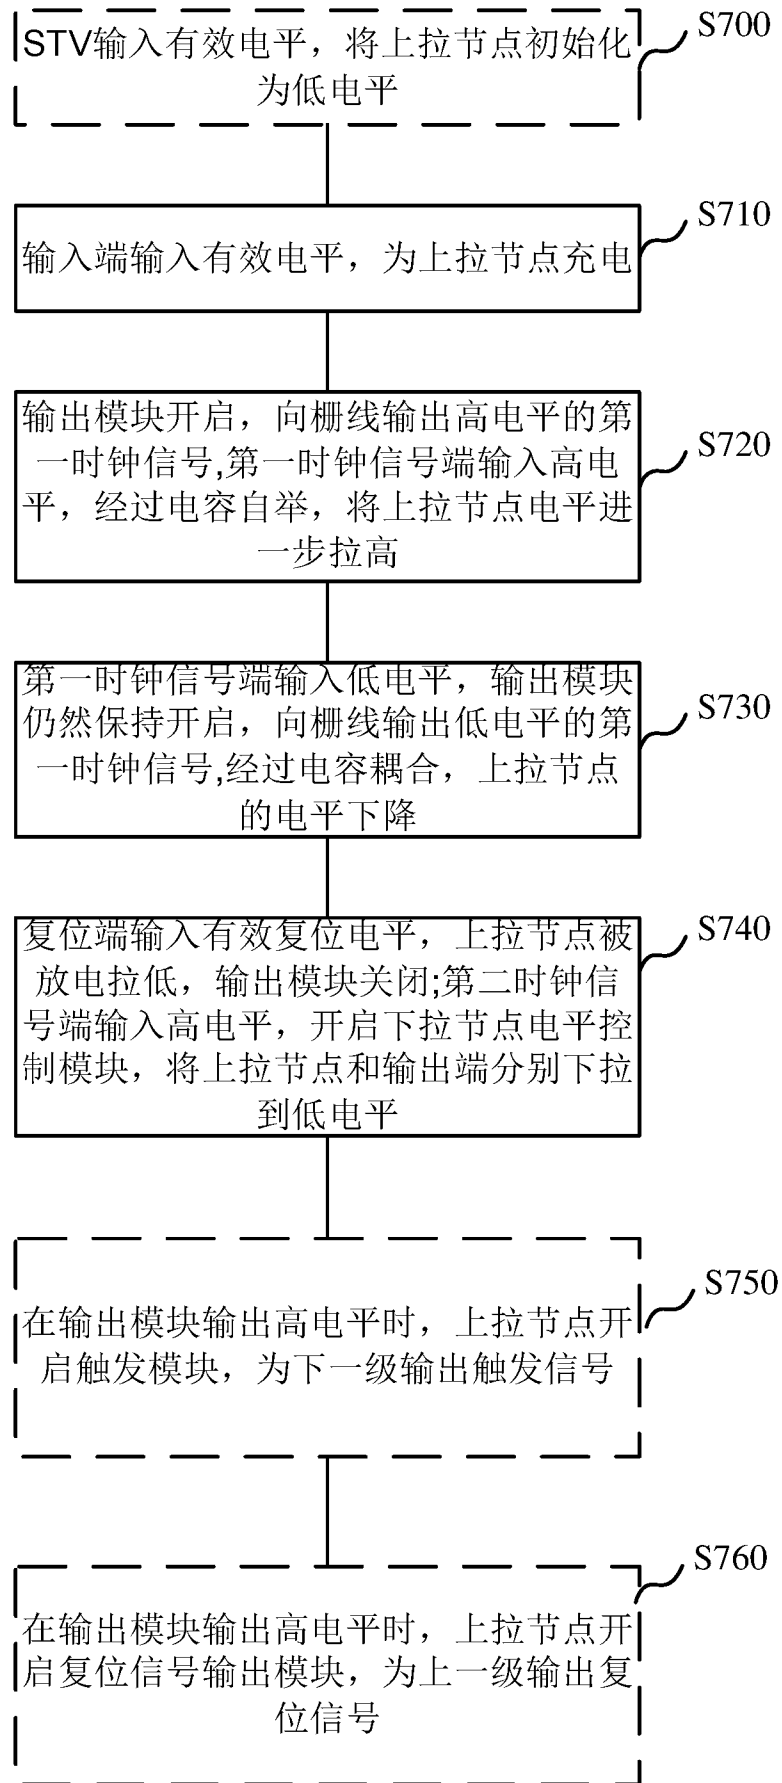 STV输入有效电平，将上拉节点初始化
为低电平
S700
输入端输入有效电平，为上拉节点充电
S710
输出模块开启，向栅线输出高电平的第
一时钟信号,第一时钟信号端输入高电
平，经过电容自举，将上拉节点电平进
一步拉高
S720
第一时钟信号端输入低电平，输出模块
仍然保持开启，向栅线输出低电平的第
一时钟信号,经过电容耦合，上拉节点
的电平下降
S730
复位端输入有效复位电平，上拉节点被
放电拉低，输出模块关闭;第二时钟信
号端输入高电平，开启下拉节点电平控
制模块，将上拉节点和输出端分别下拉
到低电平
S740
在输出模块输出高电平时，上拉节点开
启触发模块，为下一级输出触发信号
S750
在输出模块输出高电平时，上拉节点开
启复位信号输出模块，为上一级输出复
位信号
S760